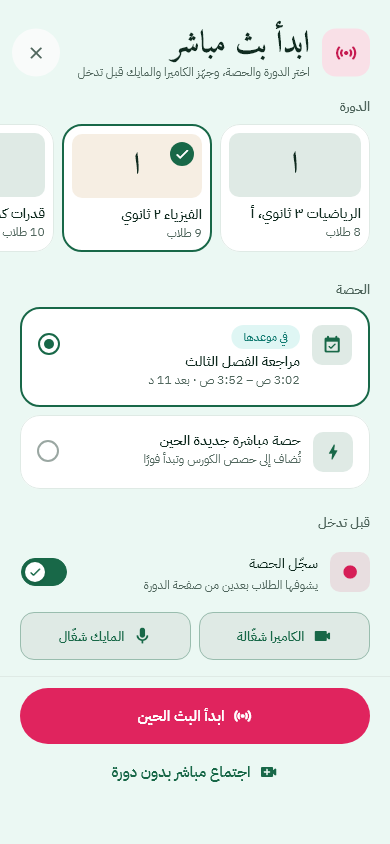 ابدأ بث مباشر
اختر الدورة والحصة، وجهّز الكاميرا والمايك قبل تدخل
الدورة
ا
الرياضيات ٣ ثانوي، أ
8 طلاب
ا
الفيزياء ٢ ثانوي
9 طلاب
قدرات
10 طلاب
الحصة
في موعدها
مراجعة الفصل الثالث
3:02 ص – 3:52 ص · بعد 11 د
حصة مباشرة جديدة الحين
تُضاف إلى حصص الكورس وتبدأ فورًا
قبل تدخل
سجّل الحصة
يشوفها الطلاب بعدين من صفحة الدورة
الكاميرا شغّالة
المايك شغّال
ابدأ البث الحين
اجتماع مباشر بدون دورة